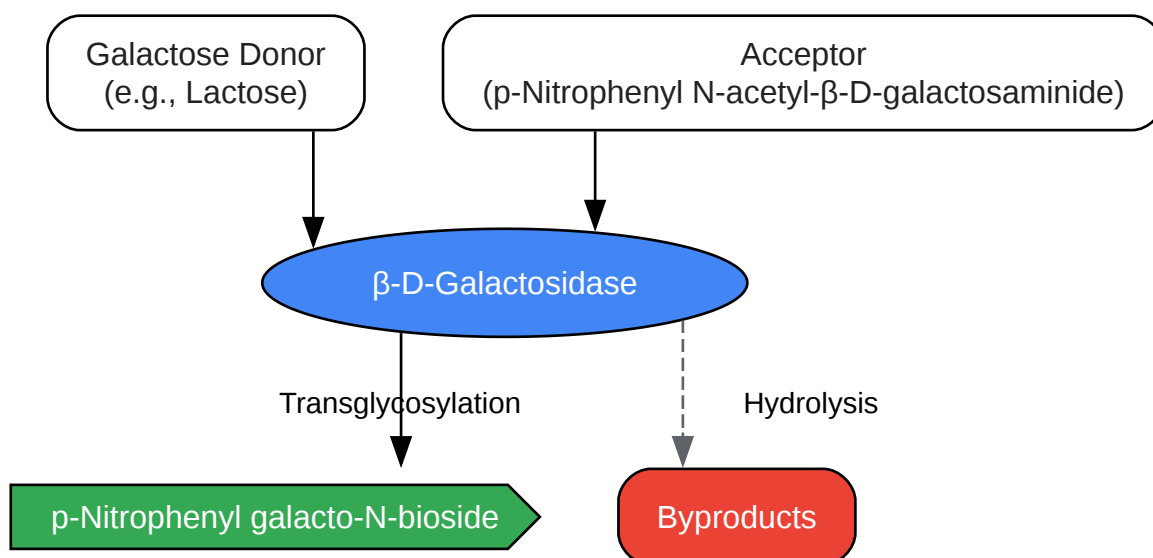 Galactose Donor
(e.g., Lactose)
Acceptor
(p-Nitrophenyl N-acetyl-β-D-galactosaminide)
β-D-Galactosidase
Transglycosylation
Hydrolysis
p-Nitrophenyl galacto-N-bioside
Byproducts